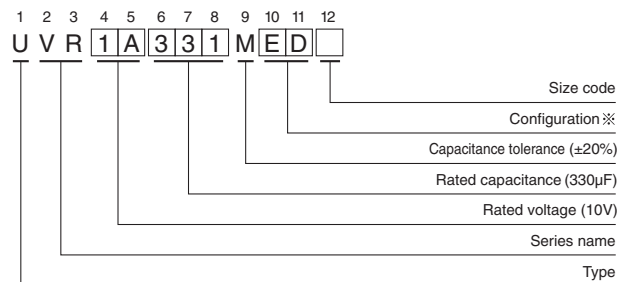 1 2 3 4 5 6 7 8 9 10 11 12
U V R 1 A 3 3 1 M E D
Size code
Configuration※
Capacitance tolerance (±20%)
Rated capacitance (330µF)
Rated voltage (10V)
Series name
Type